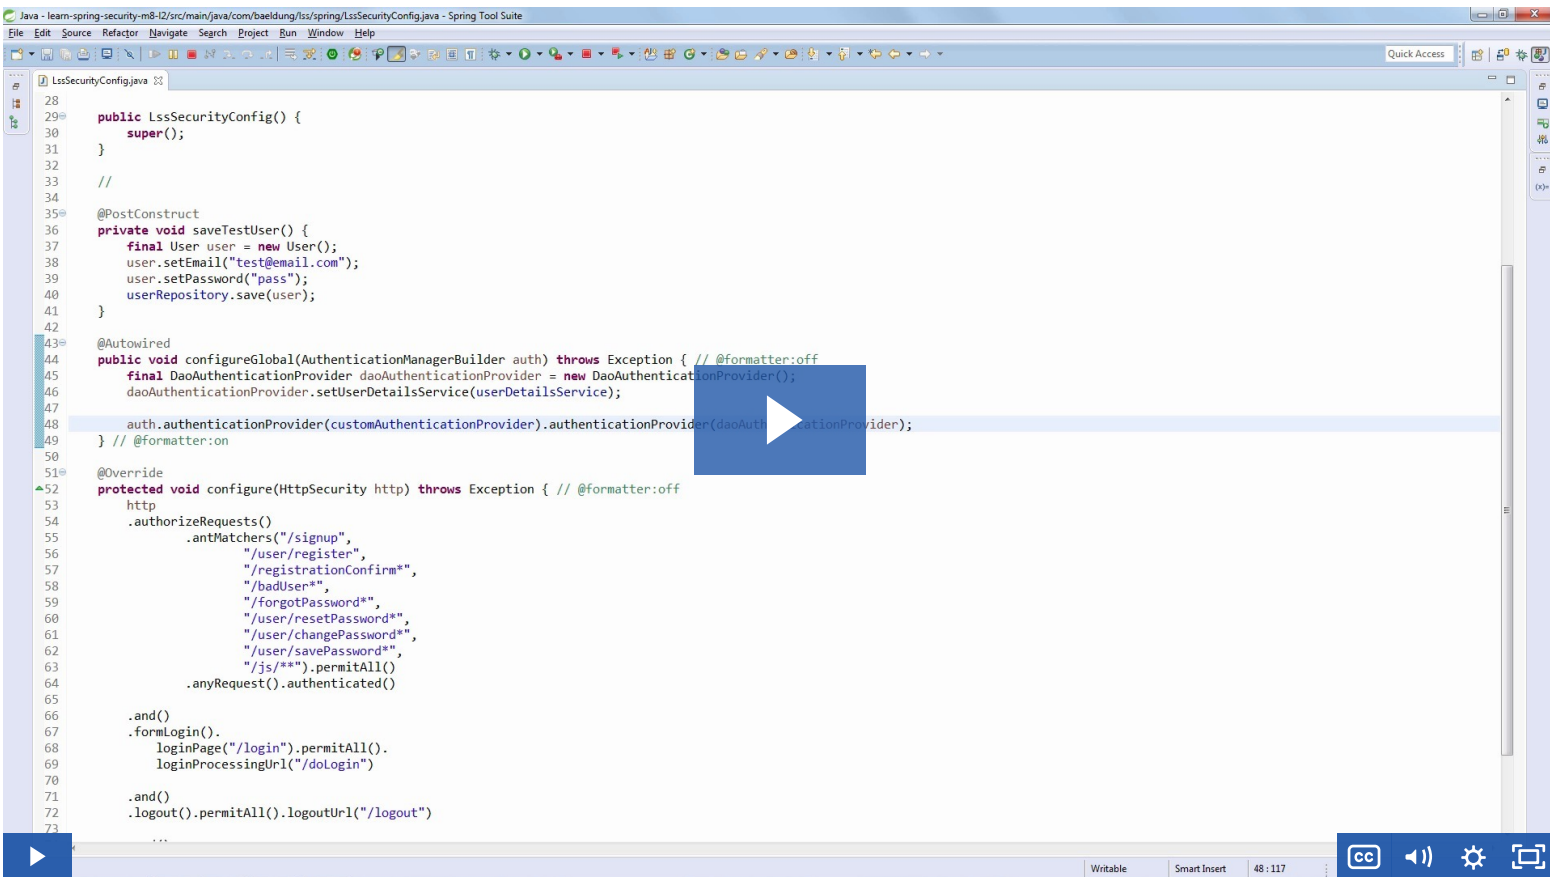 Java - learn-spring-security-m8-l2/src/main/java/com/baeldung/lss/spring/LssSecurityConfig.java - Spring Tool Suite
File Edit Source Refactor Navigate Search Project Run Window Help
Quick Access
LssSecurityConfig.java
28
29 public LssSecurityConfig() {
30 super();
31 }
32
33 //
34
35 @PostConstruct
36 private void saveTestUser() {
37 final User user = new User();
38 user.setEmail("test@email.com");
39 user.setPassword("pass");
40 userRepository.save(user);
41 }
42
43 @Autowired
44 public void configureGlobal(AuthenticationManagerBuilder auth) throws Exception { // @formatter:off
45 final DaoAuthenticationProvider daoAuthenticationProvider = new DaoAuthenticationProvider();
46 daoAuthenticationProvider.setUserDetailsService(userDetailsService);
47
48 auth.authenticationProvider(customAuthenticationProvider).authenticationProvider(daoAuthenticationProvider);
49 } // @formatter:on
50
51 @Override
52 protected void configure(HttpSecurity http) throws Exception { // @formatter:off
53 http
54 .authorizeRequests()
55 .antMatchers("/signup",
56 "/user/register",
57 "/registrationConfirm*",
58 "/badUser*",
59 "/forgotPassword*",
60 "/user/resetPassword*",
61 "/user/changePassword*",
62 "/user/savePassword*",
63 "/js/**").permitAll()
64 .anyRequest().authenticated()
65
66 .and()
67 .formLogin().
68 loginPage("/login").permitAll().
69 loginProcessingUrl("/doLogin")
70
71 .and()
72 .logout().permitAll().logoutUrl("/logout")
73
Writable Smart Insert 48 : 117
CC